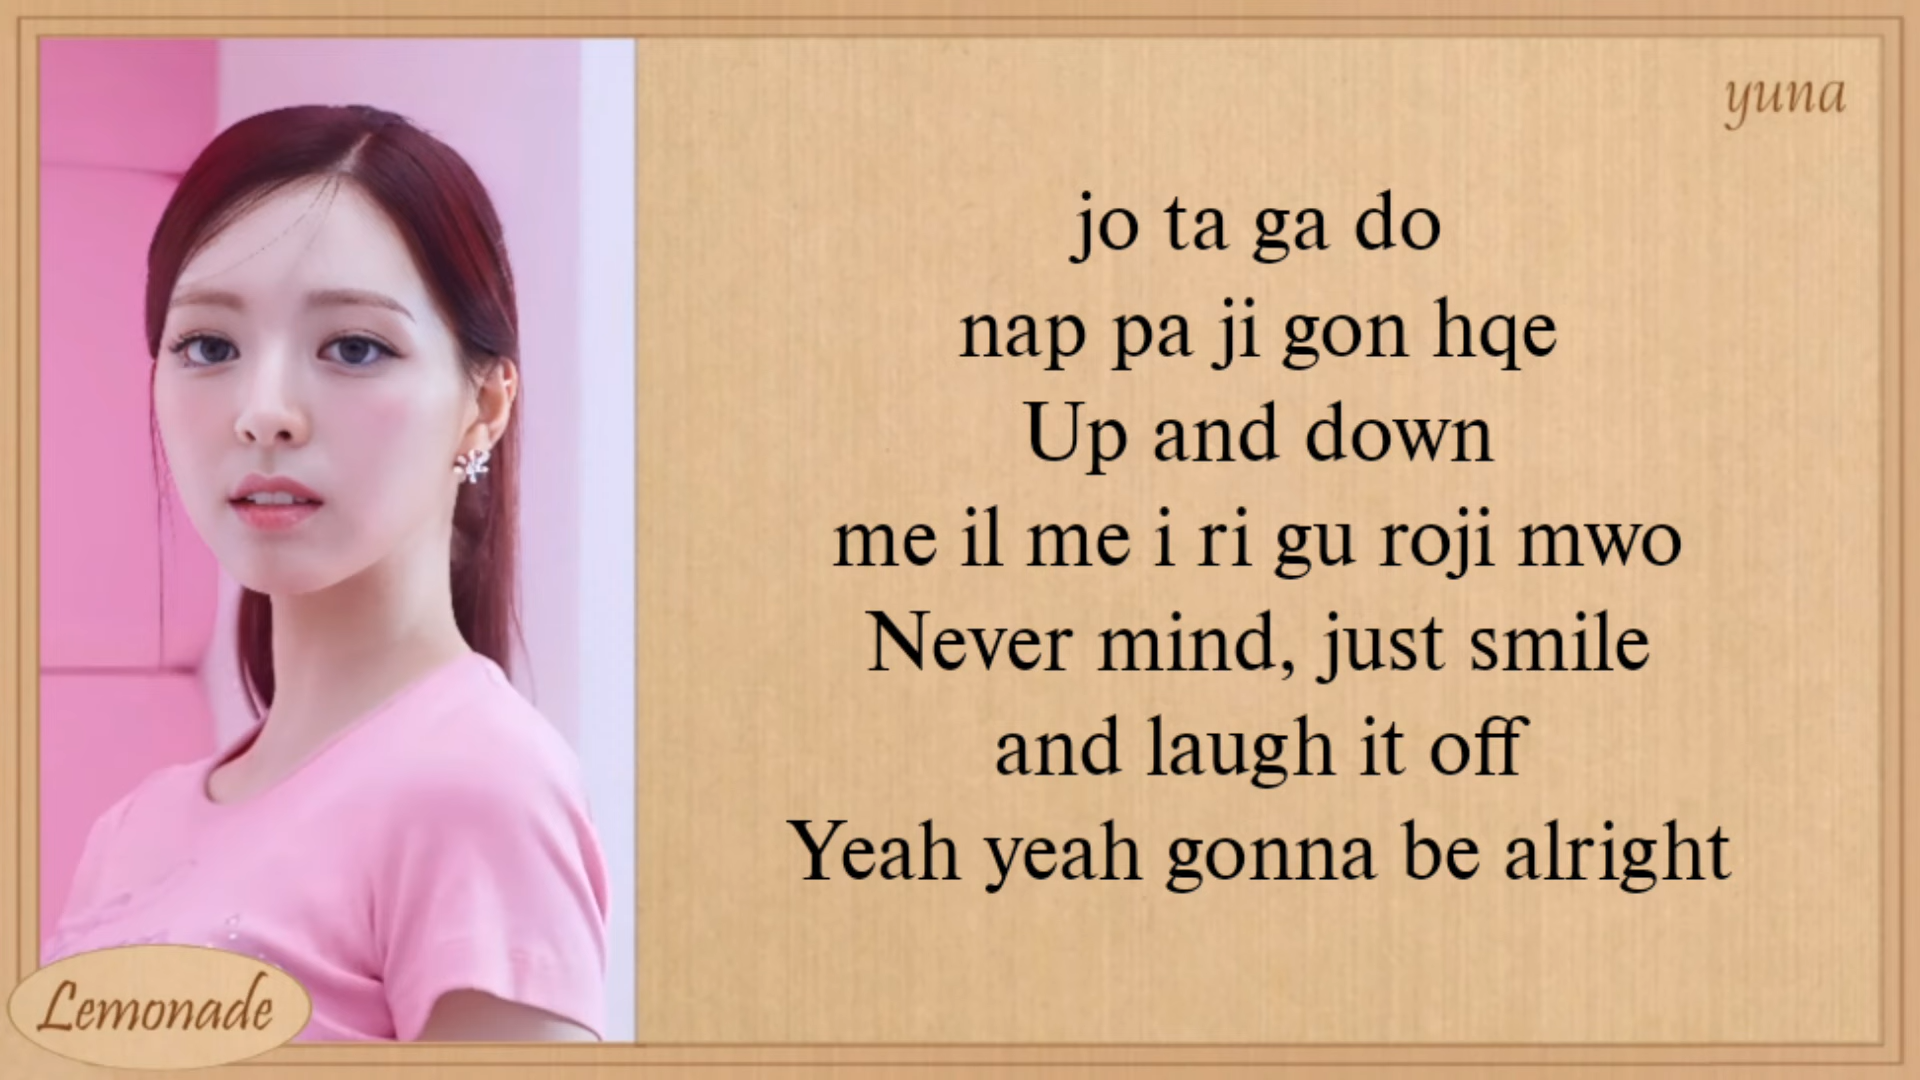 yuna
jo ta ga do
nap pa ji gon hqe
Up and down
me il me i ri gu roji mwo
Never mind, just smile
and laugh it off
Yeah yeah gonna be alright
Lemonade